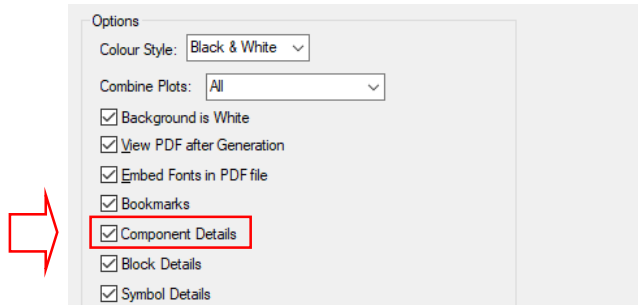 Options
Colour Style: Black & White
Combine Plots: All
Background is White
View PDF after Generation
Embed Fonts in PDF file
Bookmarks
Component Details
Block Details
Symbol Details